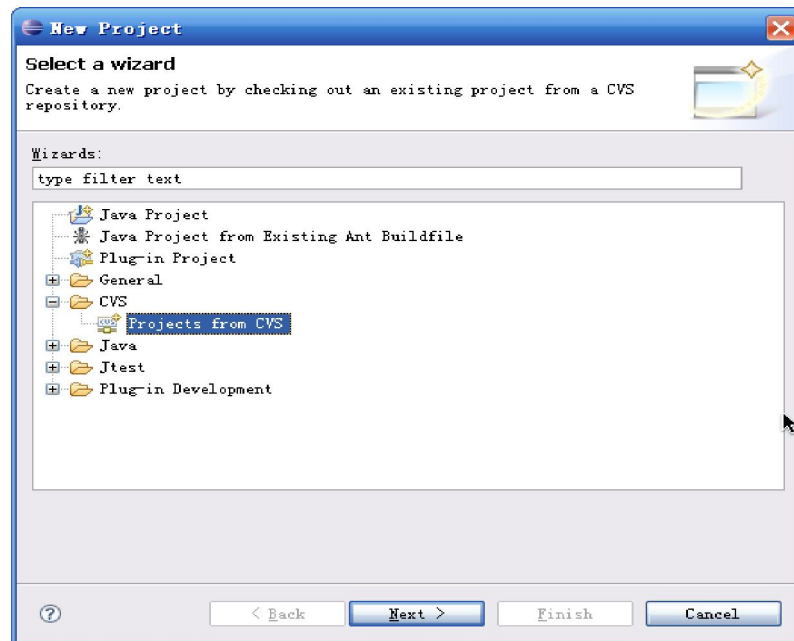 New Project
Select a wizard
Create a new project by checking out an existing project from a CVS
repository.
Wizards:
type filter text
Java Project
Java Project from Existing Ant Buildfile
Plug-in Project
General
CVS
Projects from CVS
Java
Jtest
Plug-in Development
< Back Next > Finish Cancel